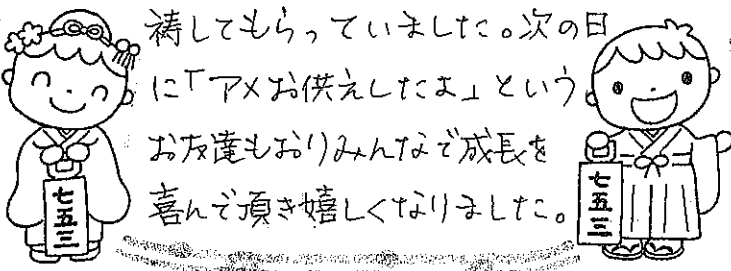 祷してもらっていました。次の日
に「アメお供えしたよ」という
お友達もおりみんなで成長を
喜んで頂き嬉しくなりました。
七五三
七五三